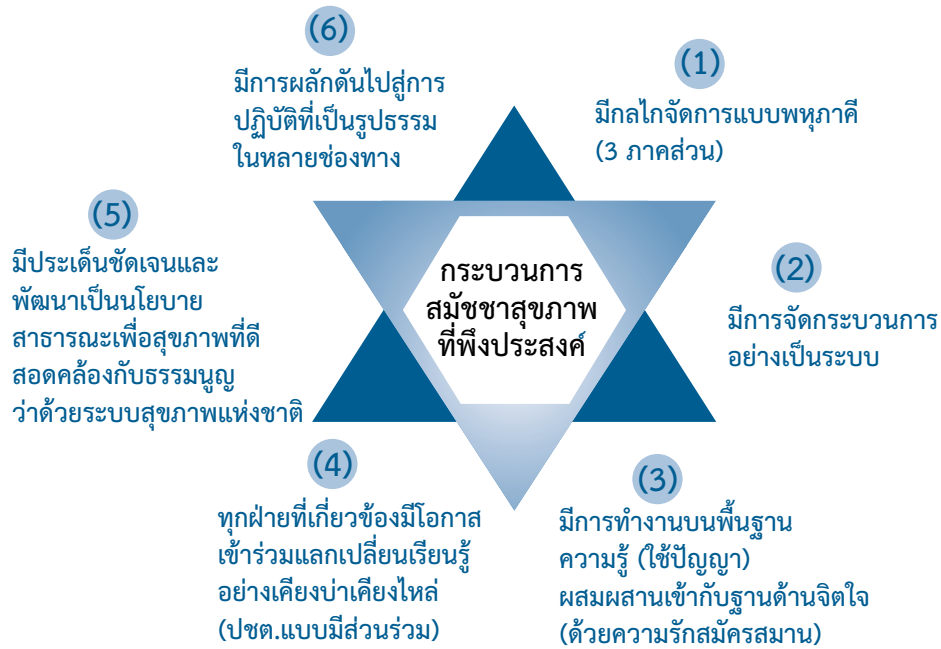 (6)
มีการผลักดันไปสู่การ
ปฏิบัติที่เป็นรูปธรรม
ในหลายช่องทาง
(1)
มีกลไกจัดการแบบพหุภาคี
(3 ภาคส่วน)
(5)
มีประเด็นชัดเจนและ
พัฒนาเป็นนโยบาย
สาธารณะเพื่อสุขภาพที่ดี
สอดคล้องกับธรรมนูญ
ว่าด้วยระบบสุขภาพแห่งชาติ
กระบวนการ
สมัชชาสุขภาพ
ที่พึงประสงค์
(2)
มีการจัดกระบวนการ
อย่างเป็นระบบ
(4)
ทุกฝ่ายที่เกี่ยวข้องมีโอกาส
เข้าร่วมแลกเปลี่ยนเรียนรู้
อย่างเคียงบ่าเคียงไหล่
(ปชต.แบบมีส่วนร่วม)
(3)
มีการทำงานบนพื้นฐาน
ความรู้ (ใช้ปัญญา)
ผสมผสานเข้ากับฐานด้านจิตใจ
(ด้วยความรักสมัครสมาน)